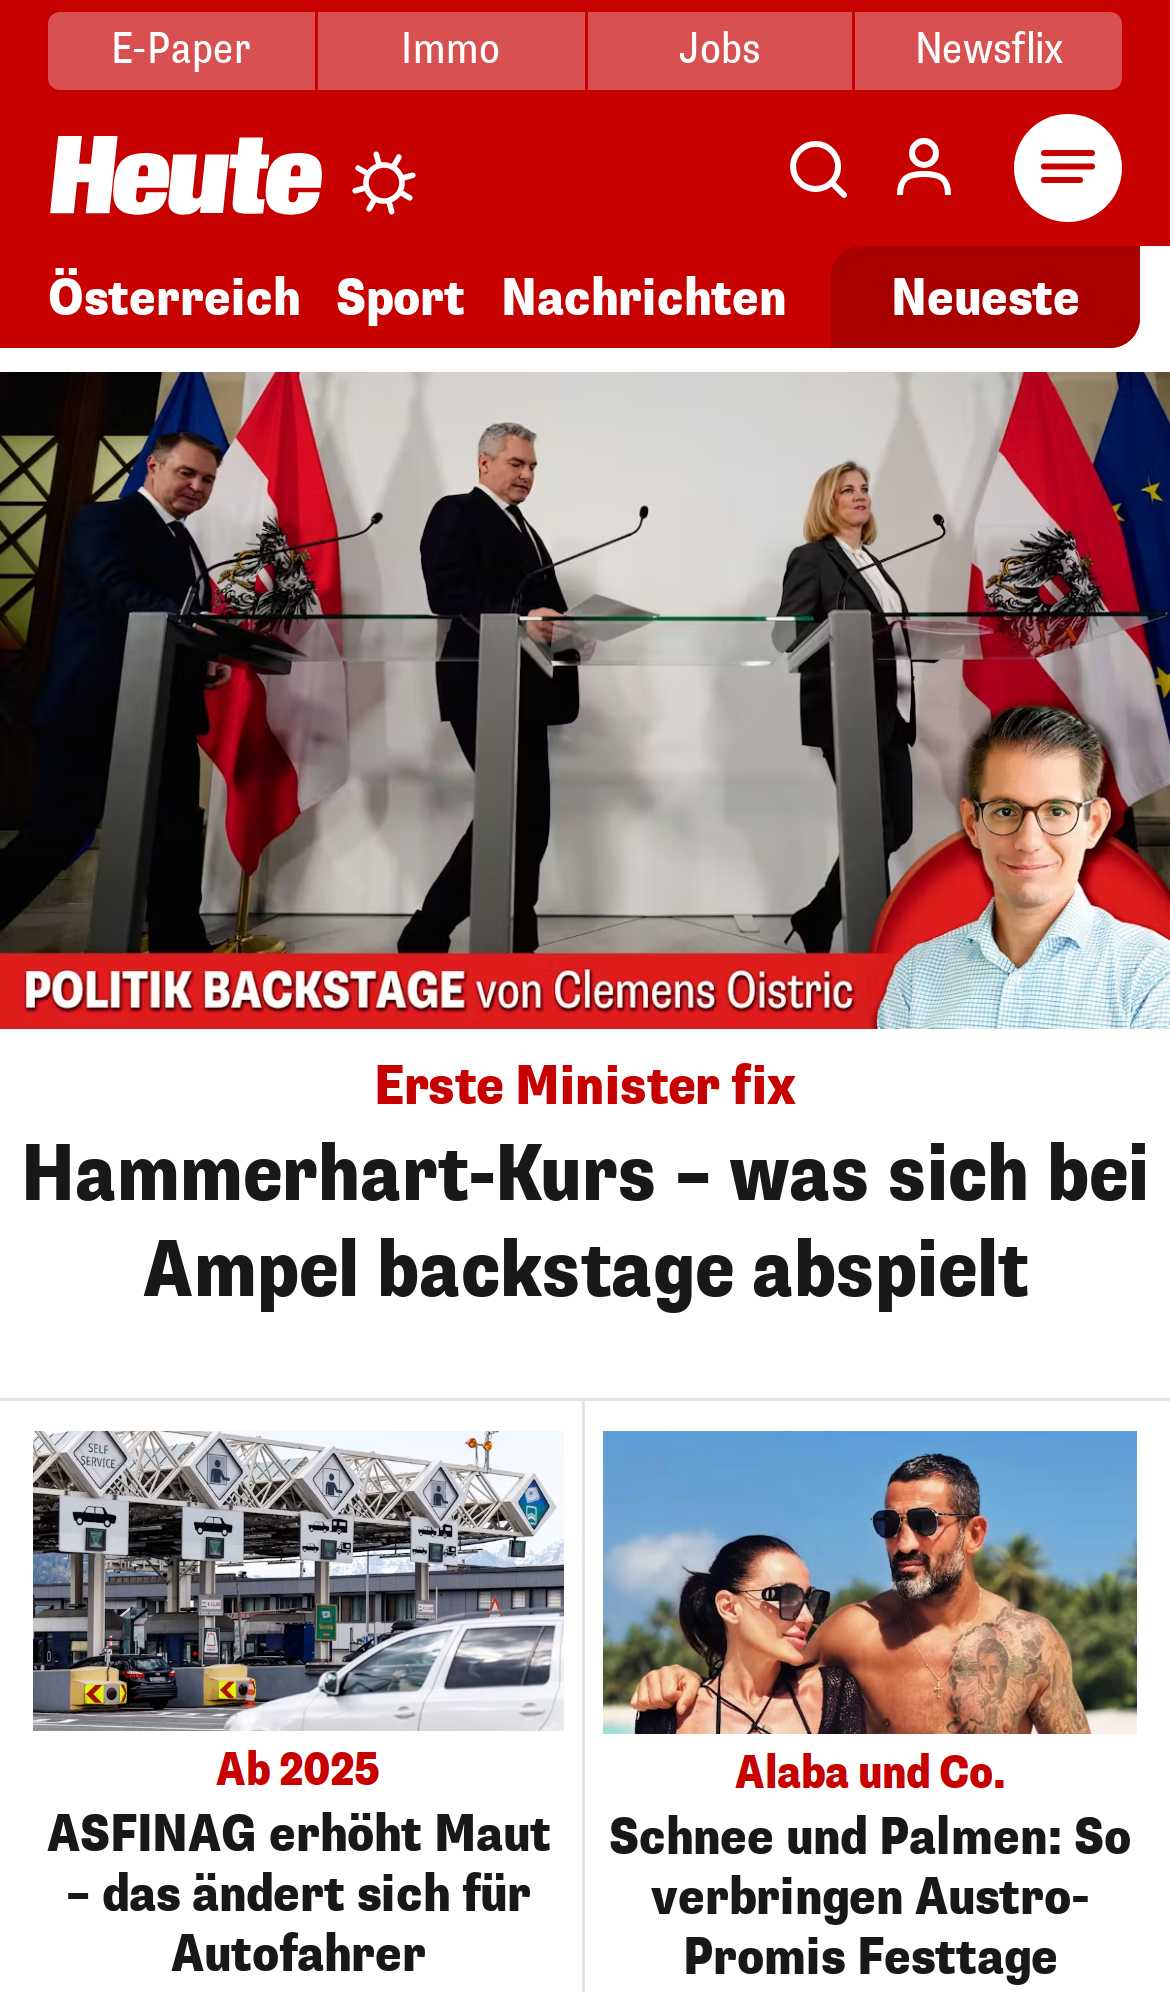 E-Paper
Immo
Jobs
Newsflix
Heute
Österreich
Sport
Nachrichten
Neueste
POLITIK BACKSTAGE von Clemens Oistric
Erste Minister fix
Hammerhart-Kurs – was sich bei
Ampel backstage abspielt
SELF
SERVICE
Ab 2025
ASFINAG erhöht Maut
– das ändert sich für
Autofahrer
Alaba und Co.
Schnee und Palmen: So
verbringen Austro-
Promis Festtage